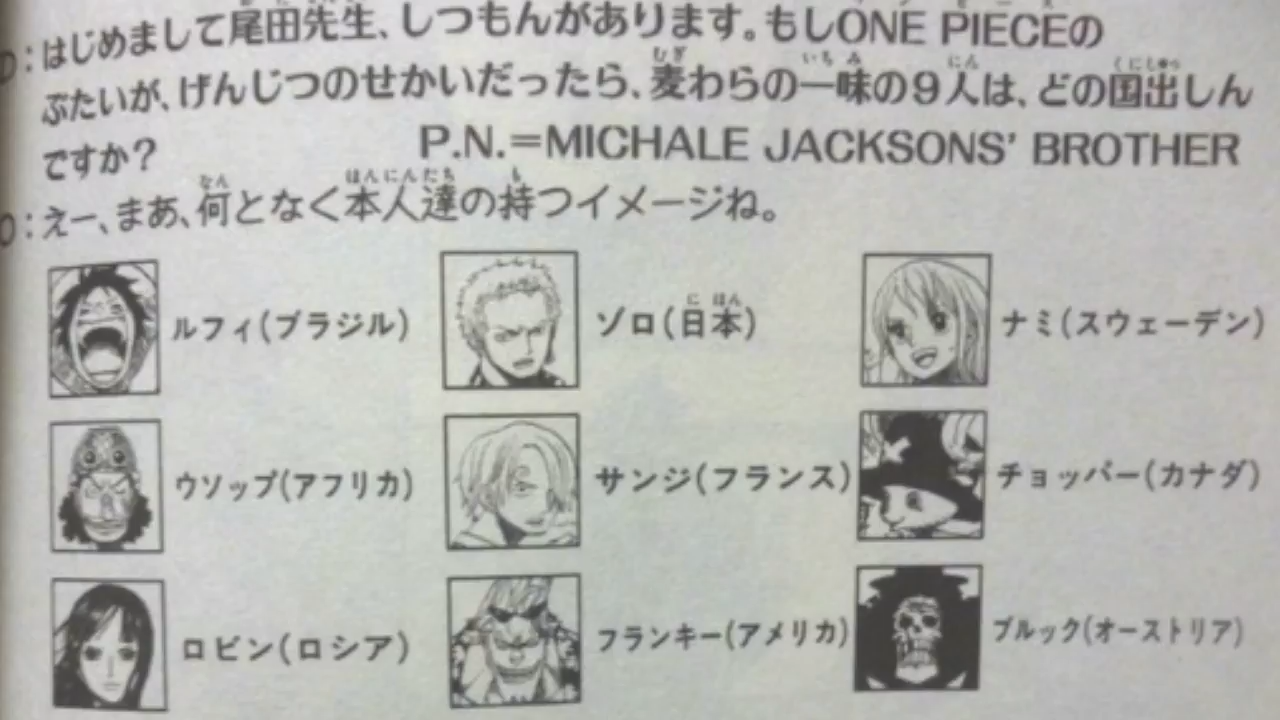 D:はじめまして尾田先生、しつもんがあります。もしONE PIECEの
ぶたいが、げんじつのせかいだったら、麦わらの一味の9人は、どの国出しん
ですか? P.N.=MICHALE JACKSONS' BROTHER
O:えー、まあ、何となく本人達の持つイメージね。
ルフィ(ブラジル) ゾロ(日本) ナミ(スウェーデン)
ウソップ(アフリカ) サンジ(フランス) チョッパー(カナダ)
ロビン(ロシア) フランキー(アメリカ) ブルック(オーストリア)